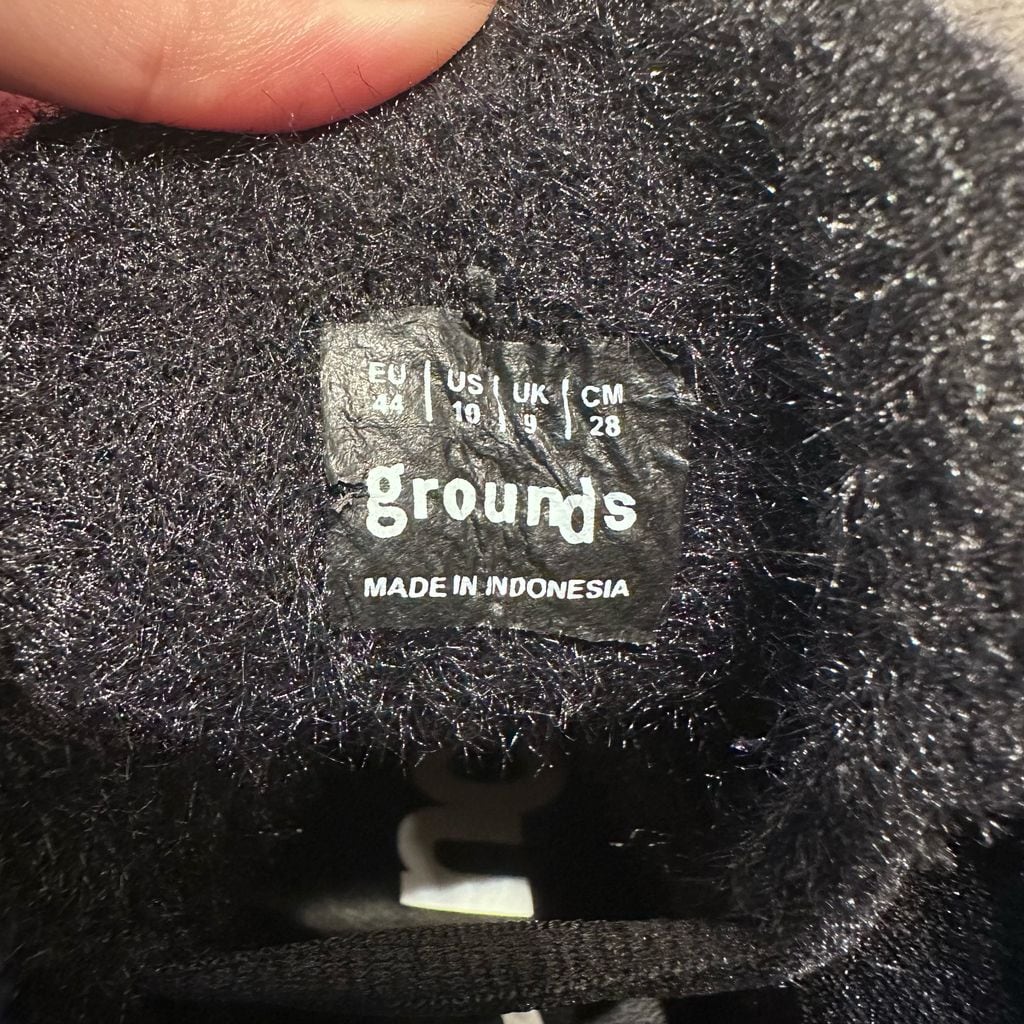 EU | US | UK | CM
44 | 10 | 9 | 28
grounds
MADE IN INDONESIA